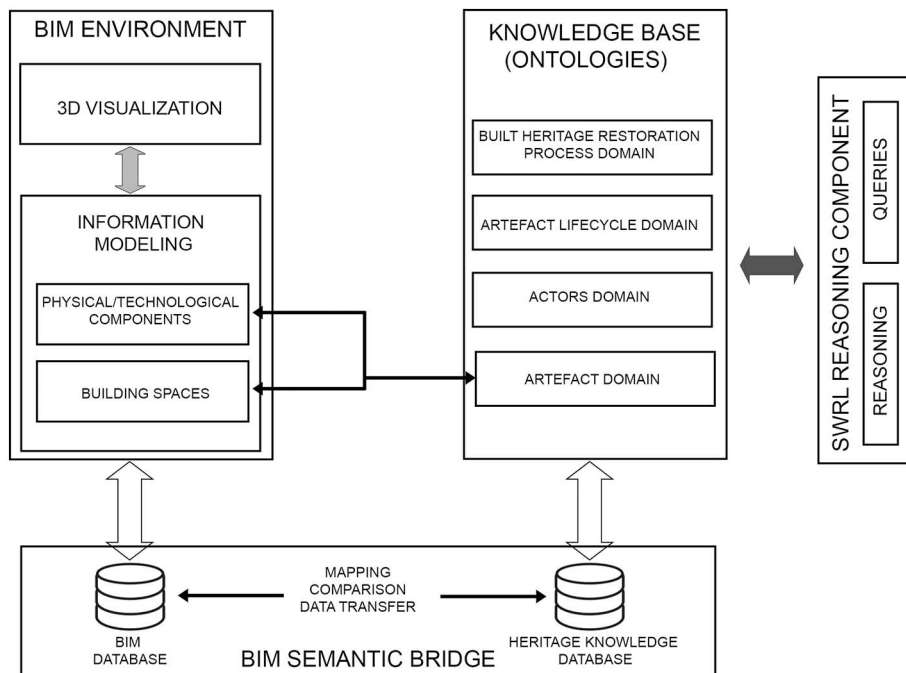 BIM ENVIRONMENT
3D VISUALIZATION
INFORMATION
MODELING
PHYSICAL/TECHNOLOGICAL
COMPONENTS
BUILDING SPACES
KNOWLEDGE BASE
(ONTOLOGIES)
BUILT HERITAGE RESTORATION
PROCESS DOMAIN
ARTEFACT LIFECYCLE DOMAIN
ACTORS DOMAIN
ARTEFACT DOMAIN
SWRL REASONING COMPONENT
QUERIES
REASONING
MAPPING
COMPARISON
DATA TRANSFER
BIM
DATABASE
HERITAGE KNOWLEDGE
DATABASE
BIM SEMANTIC BRIDGE